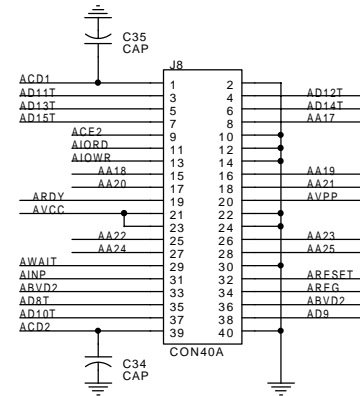 C35
CAP
J8
ACD1 1 2
AD11T 3 4 AD12T
AD13T 5 6 AD14T
AD15T 7 8 AA17
ACE2 9 10
AIORD 11 12
AIOWR 13 14
AA18 15 16 AA19
AA20 17 18 AA21
ARDY 19 20 AVPP
AVCC 21 22
23 24
AA22 25 26 AA23
AA24 27 28 AA25
AWAIT 29 30
AINP 31 32 ARESET
ABVD2 33 34 AREG
AD8T 35 36 ABVD2
AD10T 37 38 AD9
ACD2 39 40
CON40A
C34
CAP